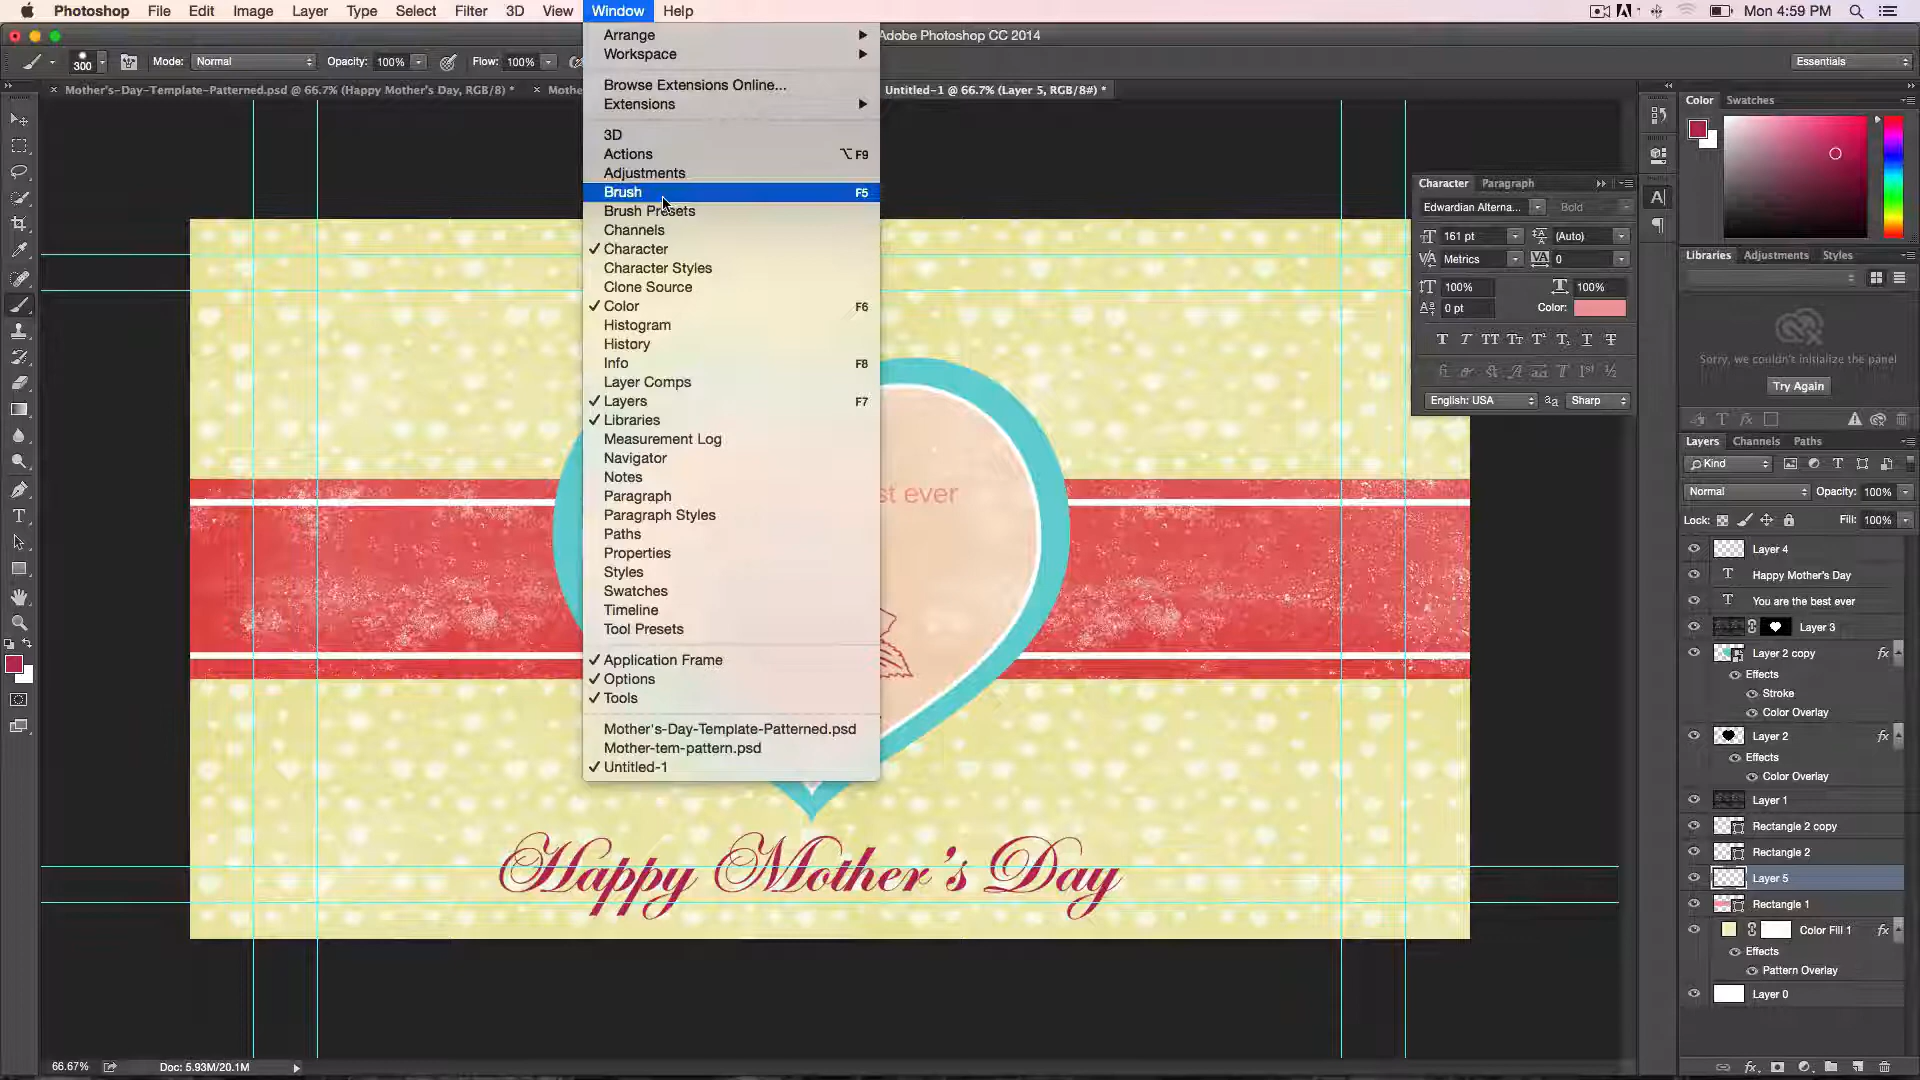 Photoshop File Edit Image Layer Type Select Filter 3D View Window Help Mon 4:59 PM
Adobe Photoshop CC 2014
300 Mode: Normal Opacity: 100% Flow: 100% Essentials
Mother's-Day-Template-Patterned.psd @ 66.7% (Happy Mother's Day, RGB/8) * Untitled-1 @ 66.7% (Layer 5, RGB/8#) *
Arrange
Workspace
Browse Extensions Online...
Extensions
3D
Actions ⌥F9
Adjustments
Brush F5
Brush Presets
Channels
Character
Character Styles
Clone Source
Color F6
Histogram
History
Info F8
Layer Comps
Layers F7
Libraries
Measurement Log
Navigator
Notes
Paragraph
Paragraph Styles
Paths
Properties
Styles
Swatches
Timeline
Tool Presets
Application Frame
Options
Tools
Mother's-Day-Template-Patterned.psd
Mother-tem-pattern.psd
Untitled-1
st ever
Happy Mother's Day
Character Paragraph
Edwardian Alterna... Bold
161 pt (Auto)
Metrics 0
100% 100%
0 pt Color:
English: USA Sharp
Color Swatches
Libraries Adjustments Styles
Sorry, we couldn't initialize the panel
Try Again
Layers Channels Paths
Kind
Normal Opacity: 100%
Lock: Fill: 100%
Layer 4
Happy Mother's Day
You are the best ever
Layer 3
Layer 2 copy fx
Effects
Stroke
Color Overlay
Layer 2 fx
Effects
Color Overlay
Layer 1
Rectangle 2 copy
Rectangle 2
Layer 5
Rectangle 1
Color Fill 1 fx
Effects
Pattern Overlay
Layer 0
66.67% Doc: 5.93M/20.1M